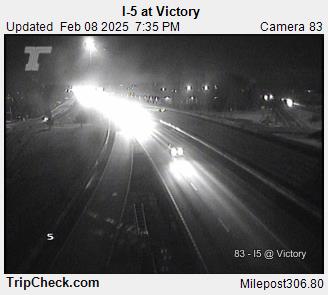 I-5 at Victory
Updated Feb 08 2025 7:35 PM Camera 83
T
S
83 - I5 @ Victory
TripCheck.com Milepost306.80